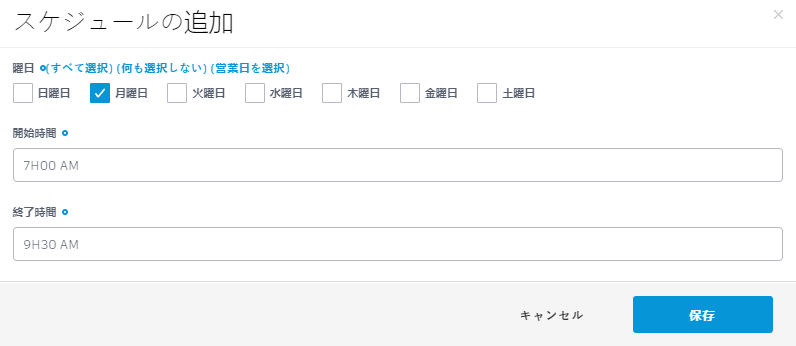 スケジュールの追加
曜日 (すべて選択) (何も選択しない) (営業日を選択)
日曜日 月曜日 火曜日 水曜日 木曜日 金曜日 土曜日
開始時間
7H00 AM
終了時間
9H30 AM
キャンセル 保存